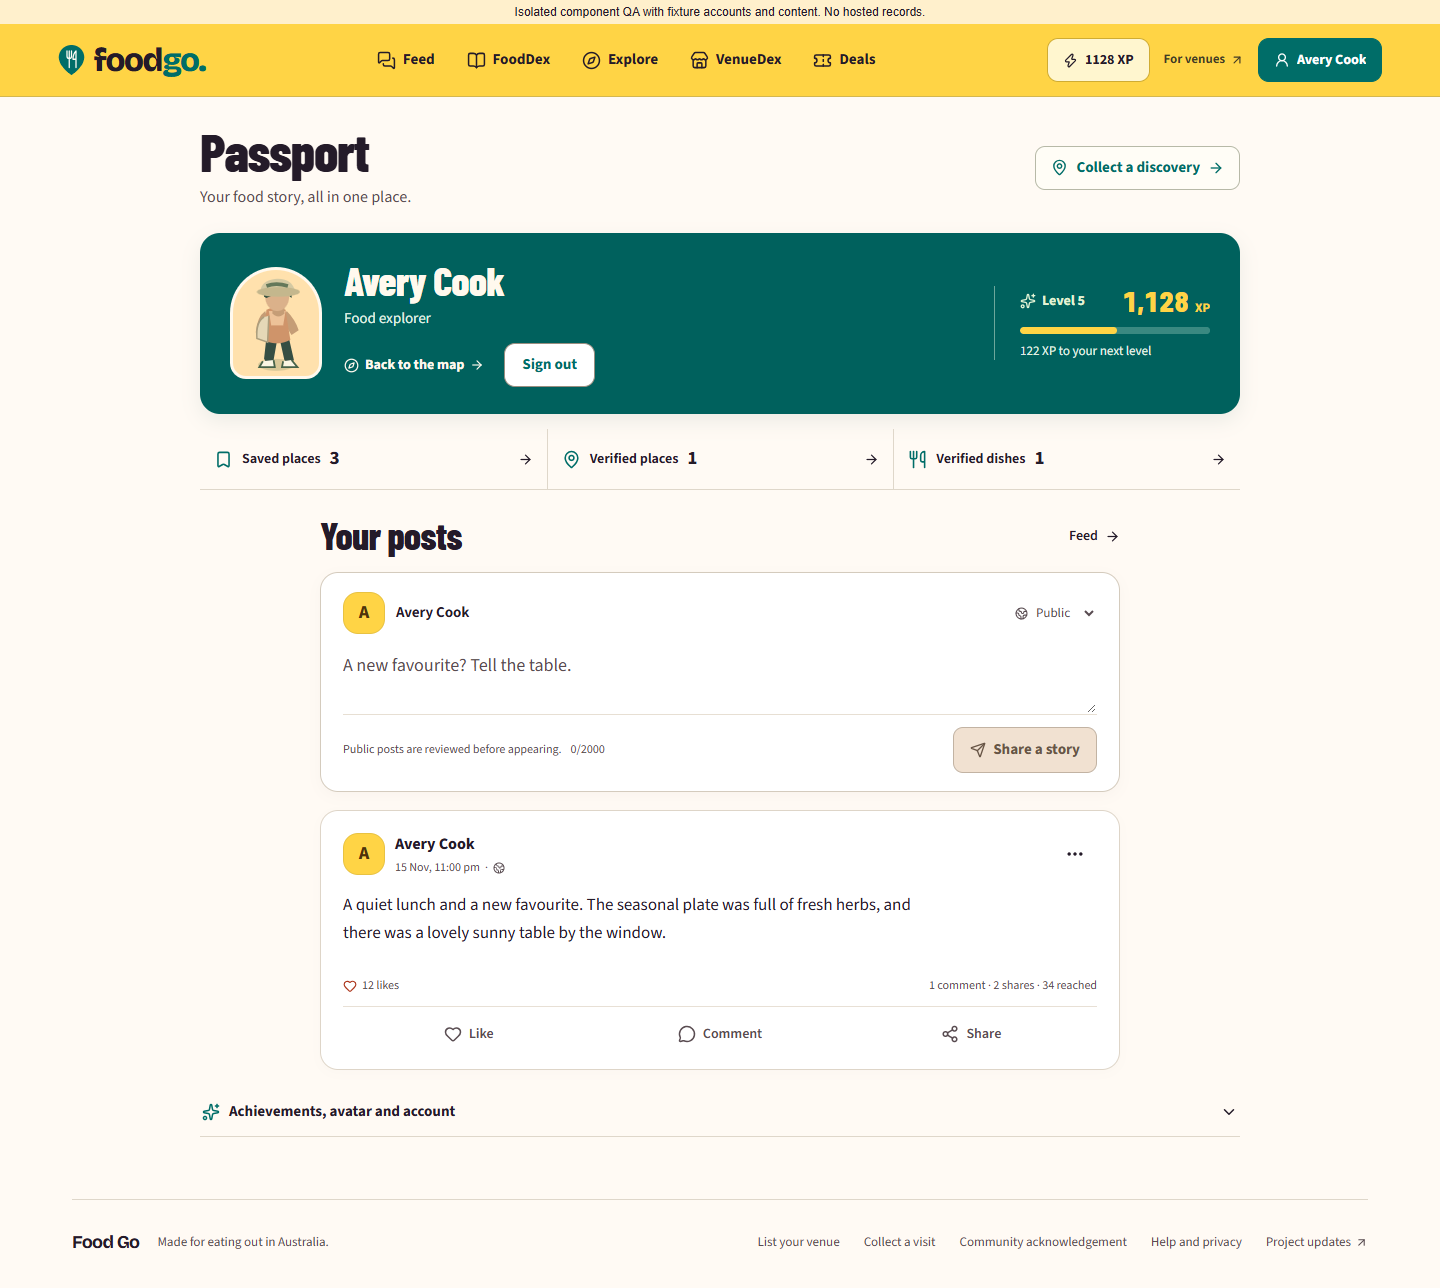 Isolated component QA with fixture accounts and content. No hosted records.
foodgo.
Feed
FoodDex
Explore
VenueDex
Deals
1128 XP
For venues
Avery Cook
Passport
Your food story, all in one place.
Collect a discovery
Avery Cook
Food explorer
Back to the map
Sign out
Level 5
1,128 XP
122 XP to your next level
Saved places 3
Verified places 1
Verified dishes 1
Your posts
Feed
A
Avery Cook
Public
A new favourite? Tell the table.
Public posts are reviewed before appearing. 0/2000
Share a story
A
Avery Cook
15 Nov, 11:00 pm ·
A quiet lunch and a new favourite. The seasonal plate was full of fresh herbs, and
there was a lovely sunny table by the window.
12 likes
1 comment · 2 shares · 34 reached
Like
Comment
Share
Achievements, avatar and account
Food Go
Made for eating out in Australia.
List your venue
Collect a visit
Community acknowledgement
Help and privacy
Project updates